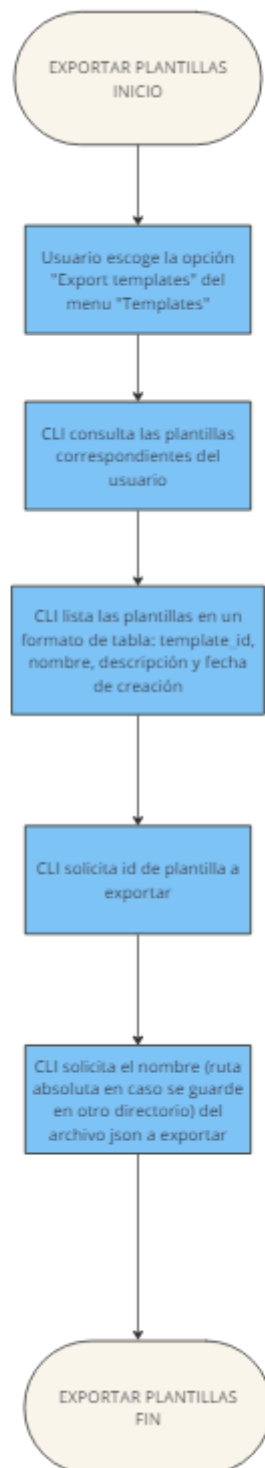 EXPORTAR PLANTILLAS
INICIO
Usuario escoge la opción
"Export templates" del
menu "Templates"
CLI consulta las plantillas
correspondientes del
usuario
CLI lista las plantillas en un
formato de tabla: template_id,
nombre, descripción y fecha
de creación
CLI solicita id de plantilla a
exportar
CLI solicita el nombre (ruta
absoluta en caso se guarde
en otro directorio) del
archivo json a exportar
EXPORTAR PLANTILLAS
FIN